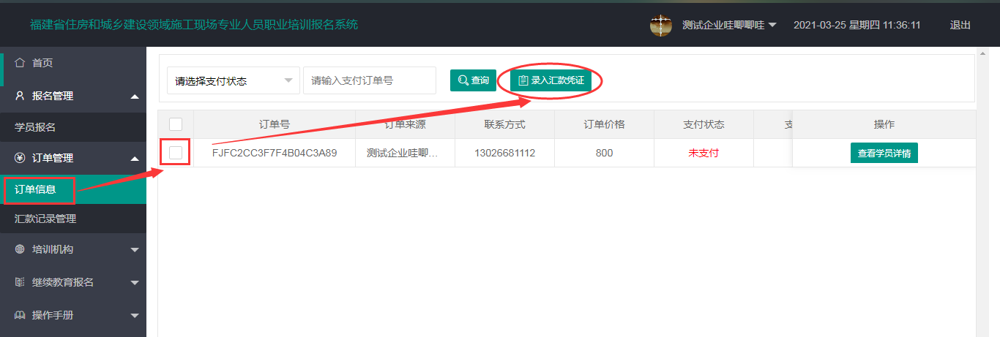 福建省住房和城乡建设领域施工现场专业人员职业培训报名系统
测试企业哇唧唧哇
2021-03-25 星期四 11:36:11
退出
首页
报名管理
学员报名
订单管理
订单信息
汇款记录管理
培训机构
继续教育报名
操作手册
请选择支付状态
请输入支付订单号
查询
录入汇款凭证
订单号 订单来源 联系方式 订单价格 支付状态 支 操作
FJFC2CC3F7F4B04C3A89 测试企业哇唧... 13026681112 800 未支付 查看学员详情